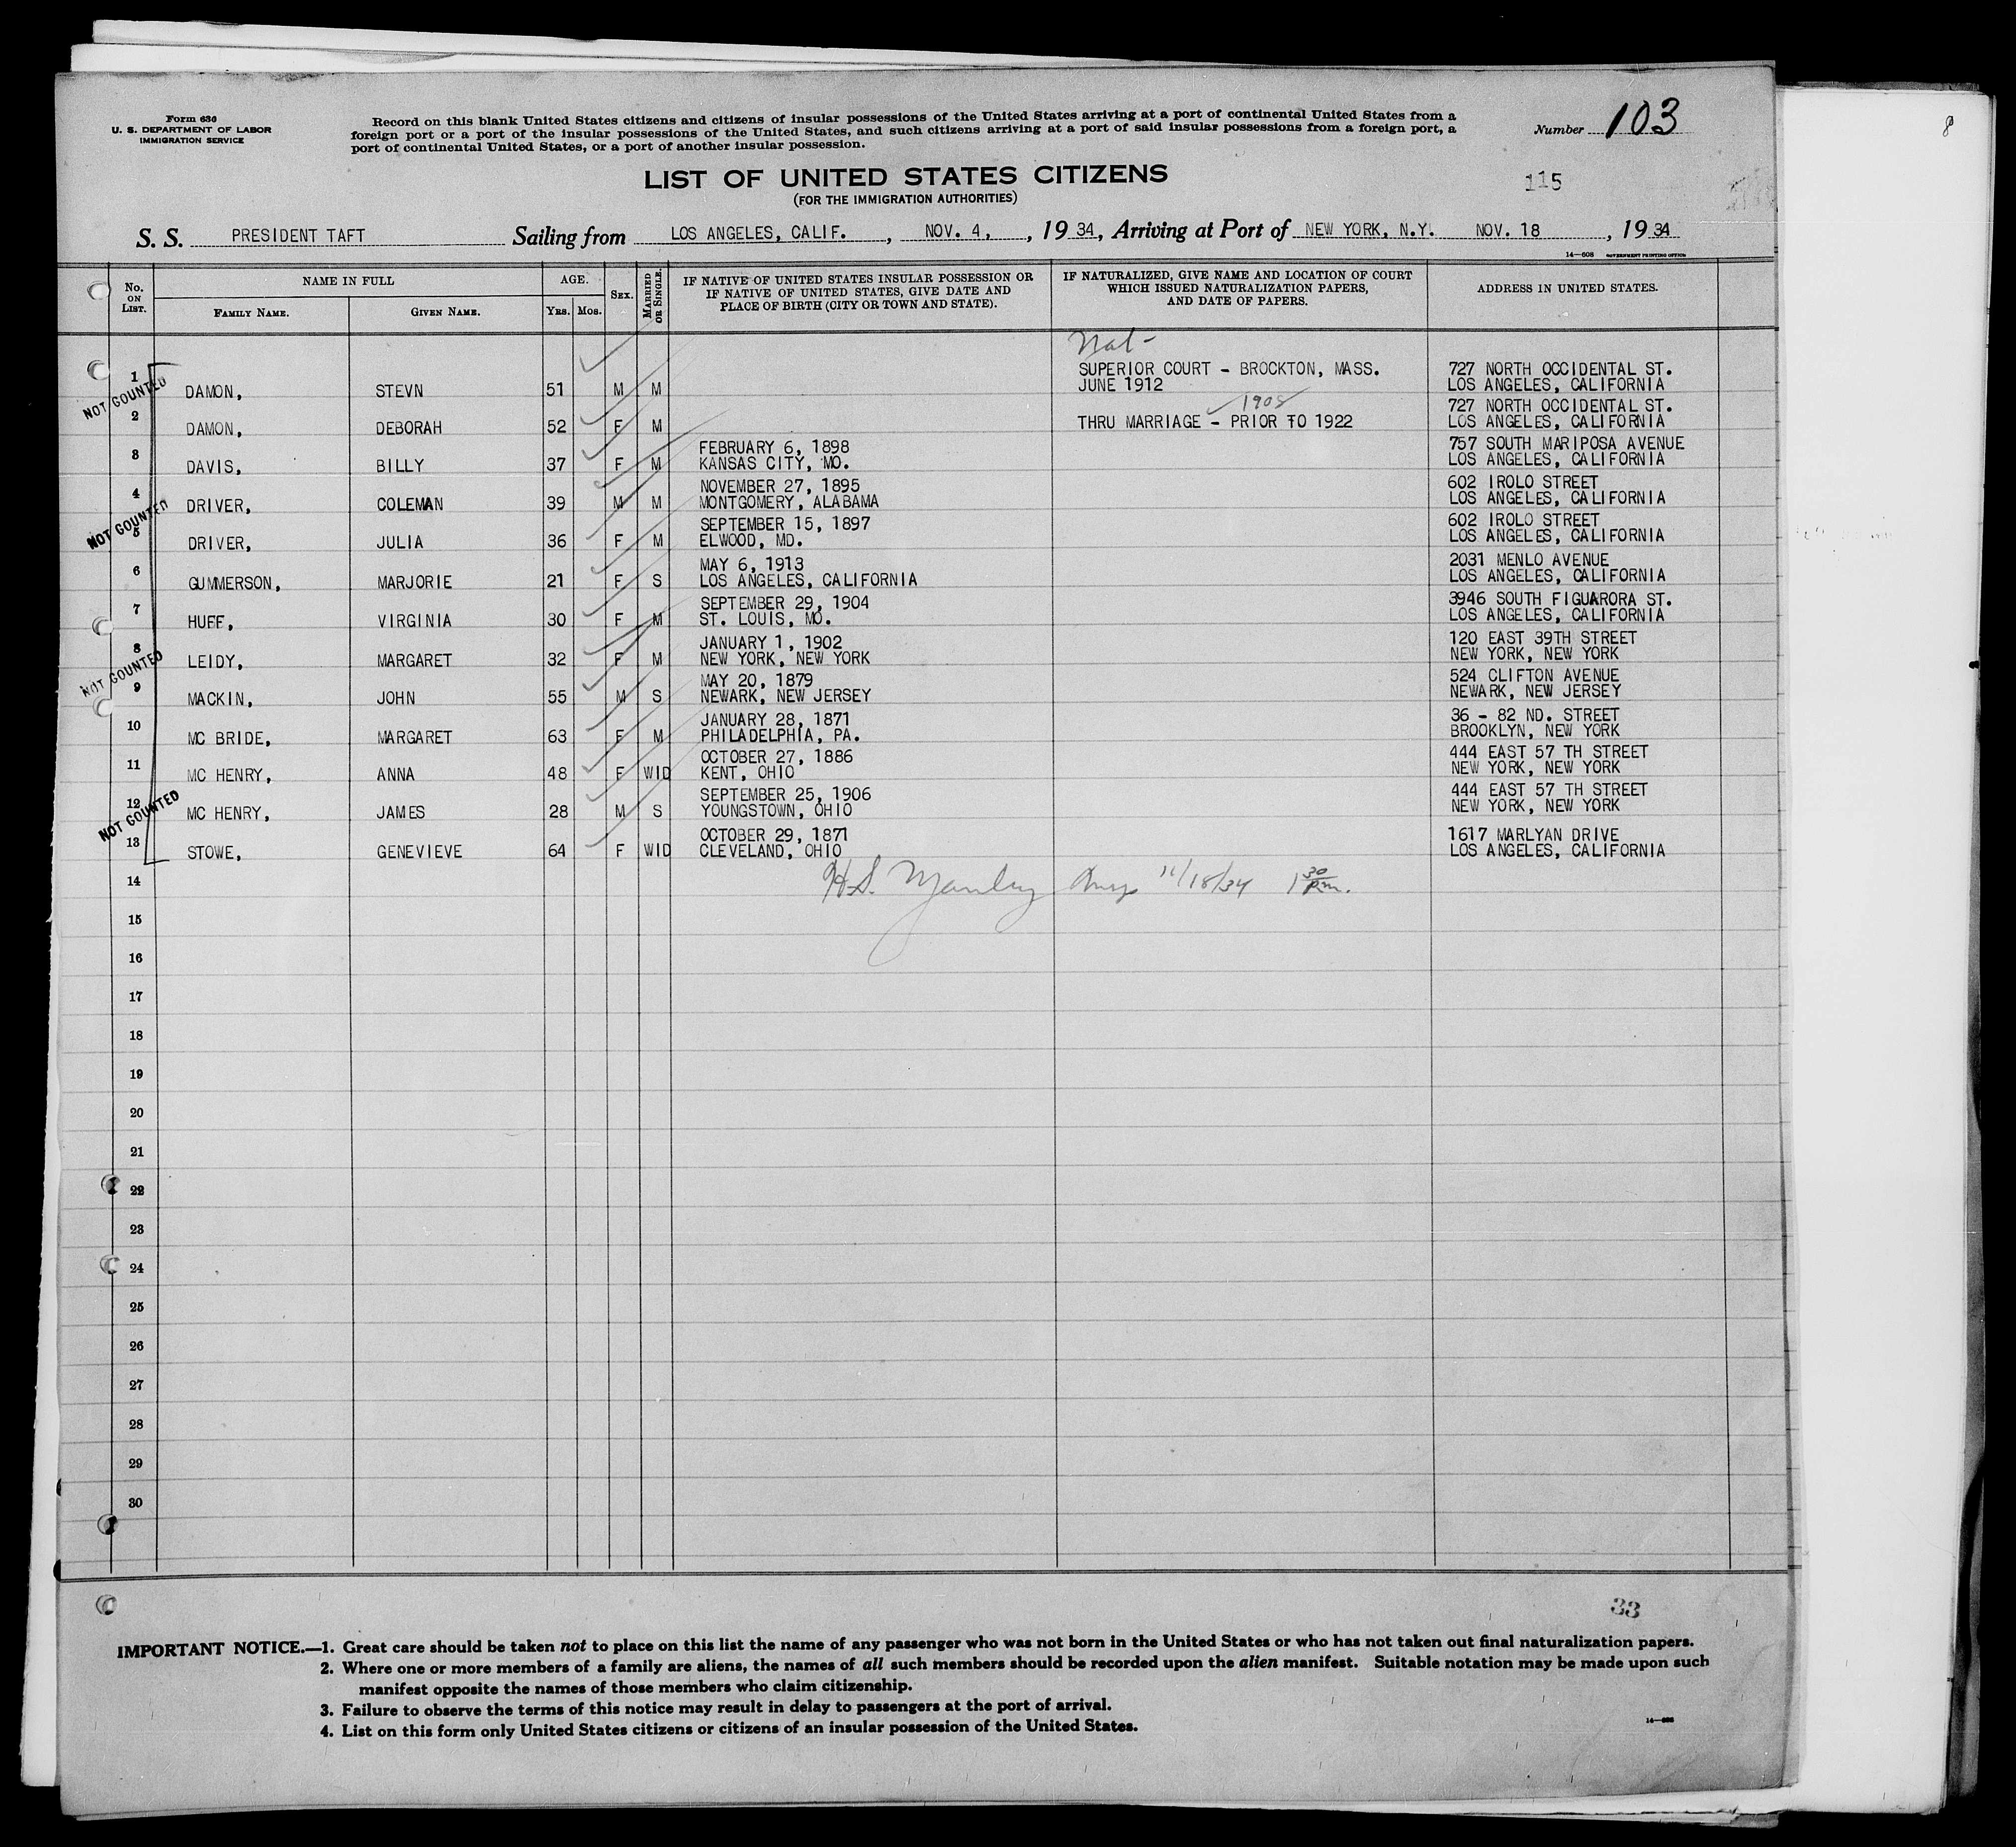 Form 630
U. S. DEPARTMENT OF LABOR
IMMIGRATION SERVICE
Record on this blank United States citizens and citizens of insular possessions of the United States arriving at a port of continental United States from a
foreign port or a port of the insular possessions of the United States, and such citizens arriving at a port of said insular possessions from a foreign port, a
port of continental United States, or a port of another insular possession.
Number 103
8
LIST OF UNITED STATES CITIZENS
(FOR THE IMMIGRATION AUTHORITIES)
115
S. S. PRESIDENT TAFT Sailing from LOS ANGELES, CALIF. , NOV. 4, , 19 34, Arriving at Port of NEW YORK, N.Y. NOV. 18 , 19 34
14—608 GOVERNMENT PRINTING OFFICE
No. ON LIST. NAME IN FULL AGE. SEX. MARRIED OR SINGLE. IF NATIVE OF UNITED STATES INSULAR POSSESSION OR IF NATIVE OF UNITED STATES, GIVE DATE AND PLACE OF BIRTH (CITY OR TOWN AND STATE). IF NATURALIZED, GIVE NAME AND LOCATION OF COURT WHICH ISSUED NATURALIZATION PAPERS, AND DATE OF PAPERS. ADDRESS IN UNITED STATES.
FAMILY NAME. GIVEN NAME. YRS. MOS.
Nat-
SUPERIOR COURT - BROCKTON, MASS. 727 NORTH OCCIDENTAL ST.
1 DAMON, STEVN 51 M M JUNE 1912 LOS ANGELES, CALIFORNIA
NOT COUNTED
1908 727 NORTH OCCIDENTAL ST.
2 DAMON, DEBORAH 52 F M THRU MARRIAGE - PRIOR TO 1922 LOS ANGELES, CALIFORNIA
FEBRUARY 6, 1898 757 SOUTH MARIPOSA AVENUE
3 DAVIS, BILLY 37 F M KANSAS CITY, MO. LOS ANGELES, CALIFORNIA
NOVEMBER 27, 1895 602 IROLO STREET
4 DRIVER, COLEMAN 39 M M MONTGOMERY, ALABAMA LOS ANGELES, CALIFORNIA
NOT COUNTED
SEPTEMBER 15, 1897 602 IROLO STREET
5 DRIVER, JULIA 36 F M ELWOOD, MD. LOS ANGELES, CALIFORNIA
MAY 6, 1913 2031 MENLO AVENUE
6 GUMMERSON, MARJORIE 21 F S LOS ANGELES, CALIFORNIA LOS ANGELES, CALIFORNIA
SEPTEMBER 29, 1904 3946 SOUTH FIGUARORA ST.
7 HUFF, VIRGINIA 30 F M ST. LOUIS, MO. LOS ANGELES, CALIFORNIA
JANUARY 1, 1902 120 EAST 39TH STREET
8 LEIDY, MARGARET 32 F M NEW YORK, NEW YORK NEW YORK, NEW YORK
NOT COUNTED
MAY 20, 1879 524 CLIFTON AVENUE
9 MACKIN, JOHN 55 M S NEWARK, NEW JERSEY NEWARK, NEW JERSEY
JANUARY 28, 1871 36 - 82 ND. STREET
10 MC BRIDE, MARGARET 63 F M PHILADELPHIA, PA. BROOKLYN, NEW YORK
OCTOBER 27, 1886 444 EAST 57 TH STREET
11 MC HENRY, ANNA 48 F WID KENT, OHIO NEW YORK, NEW YORK
SEPTEMBER 25, 1906 444 EAST 57 TH STREET
12 MC HENRY, JAMES 28 M S YOUNGSTOWN, OHIO NEW YORK, NEW YORK
NOT COUNTED
OCTOBER 29, 1871 1617 MARLYAN DRIVE
13 STOWE, GENEVIEVE 64 F WID CLEVELAND, OHIO LOS ANGELES, CALIFORNIA
14 H.S. 11/18/34 1 30 P.m.
15
16
17
18
19
20
21
22
23
24
25
26
27
28
29
30
33
IMPORTANT NOTICE.—1. Great care should be taken not to place on this list the name of any passenger who was not born in the United States or who has not taken out final naturalization papers.
2. Where one or more members of a family are aliens, the names of all such members should be recorded upon the alien manifest. Suitable notation may be made upon such
manifest opposite the names of those members who claim citizenship.
3. Failure to observe the terms of this notice may result in delay to passengers at the port of arrival.
4. List on this form only United States citizens or citizens of an insular possession of the United States.
14—608